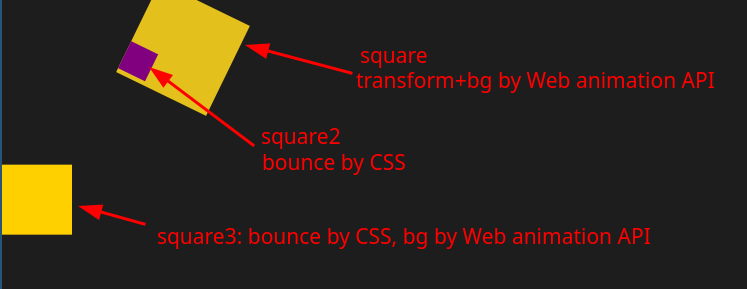 square
transform+bg by Web animation API
square2
bounce by CSS
square3: bounce by CSS, bg by Web animation API